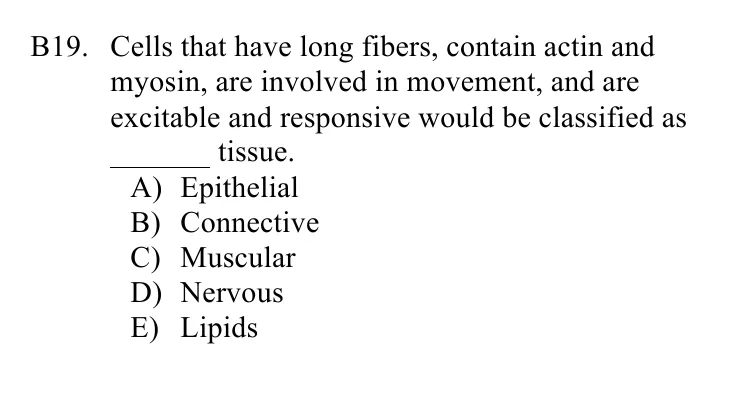 B19. Cells that have long fibers, contain actin and
myosin, are involved in movement, and are
excitable and responsive would be classified as
_______ tissue.
A) Epithelial
B) Connective
C) Muscular
D) Nervous
E) Lipids